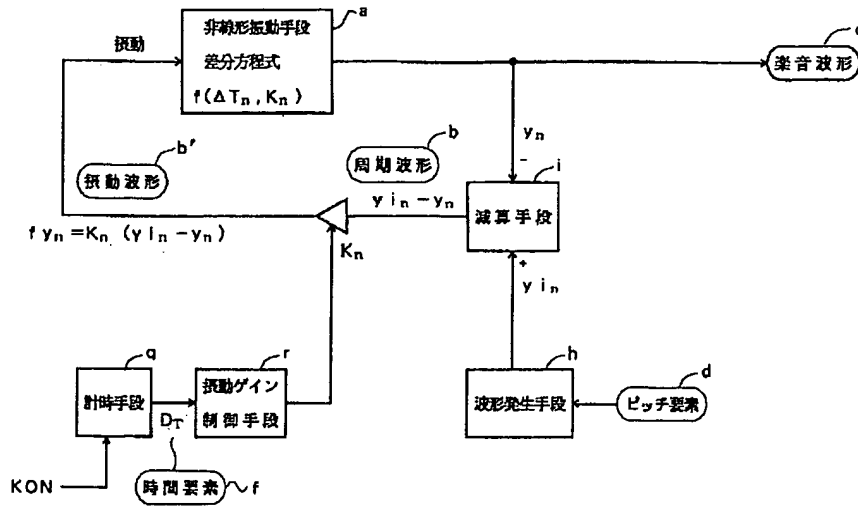 a
非線形振動手段
差分方程式
f(ΔTn, Kn)
摂動
c
楽音波形
b'
摂動波形
b
周期波形
yn
-
i
減算手段
yin-yn
fyn=Kn(yin-yn)
Kn
+
yin
q
計時手段
r
摂動ゲイン
制御手段
h
波形発生手段
d
ピッチ要素
DT
KON
時間要素
f